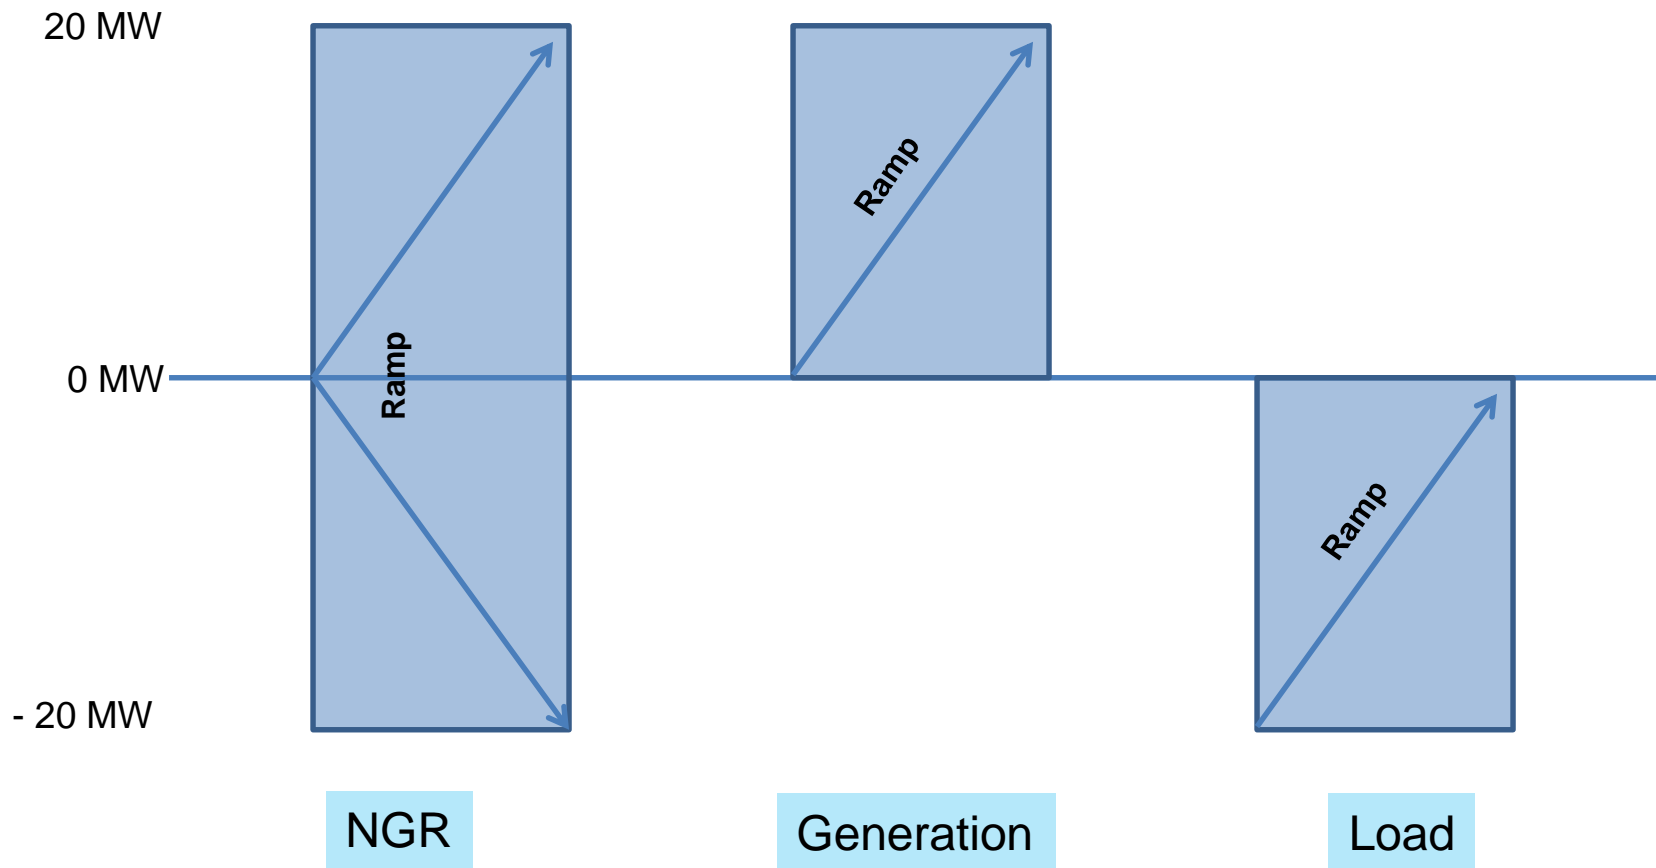 20 MW
0 MW
- 20 MW
Ramp
Ramp
Ramp
NGR
Generation
Load